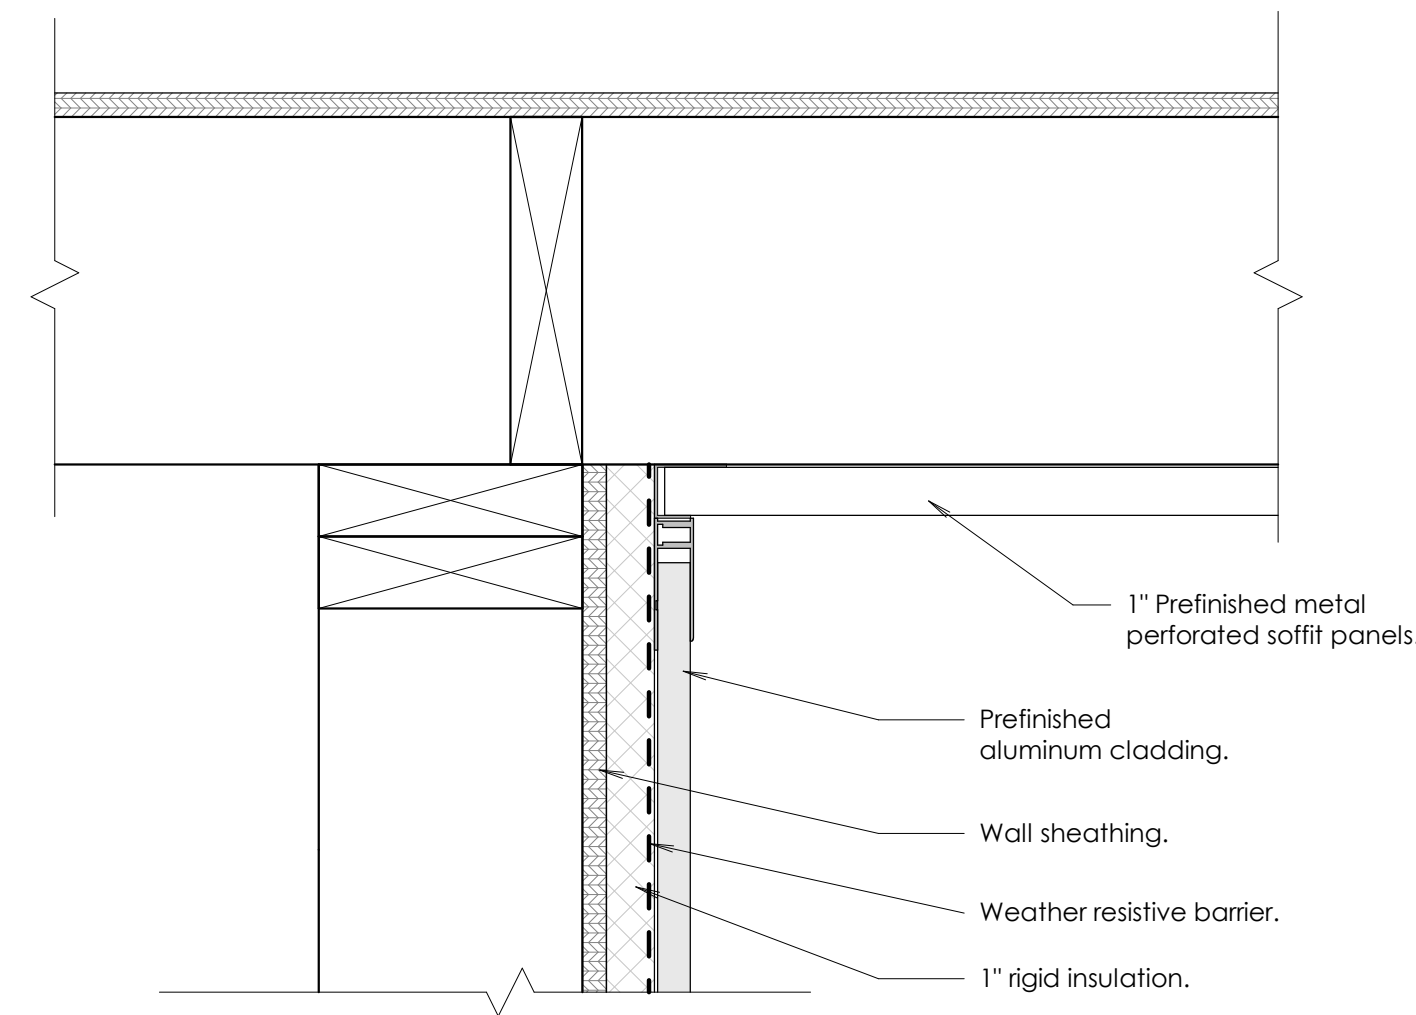 1" Prefinished metal
perforated soffit panels.
Prefinished
aluminum cladding.
Wall sheathing.
Weather resistive barrier.
1" rigid insulation.